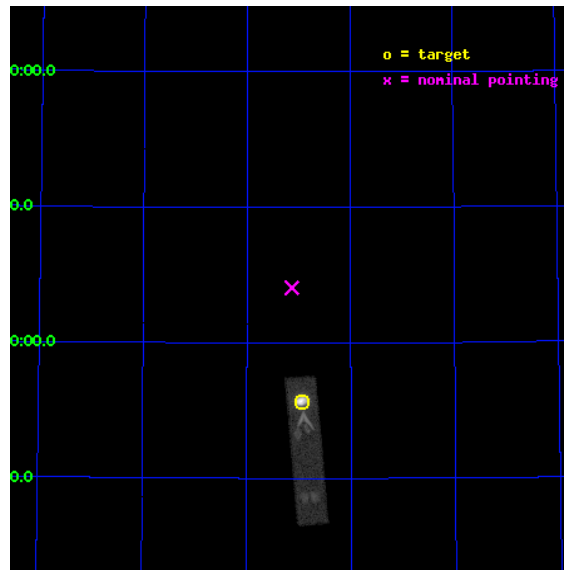 o = target
0:00.0
x = nominal pointing
0.0
0:00.0
0.0